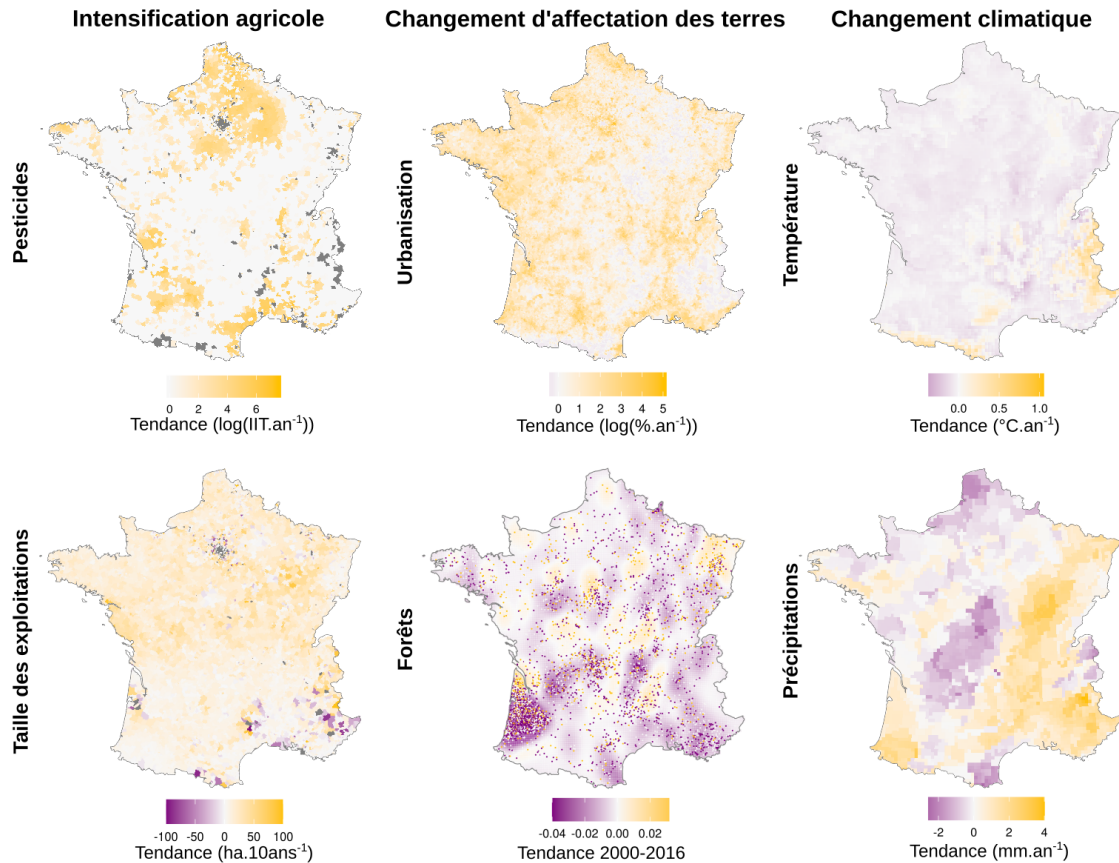 Intensification agricole
Changement d'affectation des terres
Changement climatique
Pesticides
Urbanisation
Température
0 2 4 6
Tendance (log(IIT.an⁻¹))
0 1 2 3 4 5
Tendance (log(%.an⁻¹))
0.0 0.5 1.0
Tendance (°C.an⁻¹)
Taille des exploitations
Forêts
Précipitations
-100 -50 0 50 100
Tendance (ha.10ans⁻¹)
-0.04 -0.02 0.00 0.02
Tendance 2000-2016
-2 0 2 4
Tendance (mm.an⁻¹)